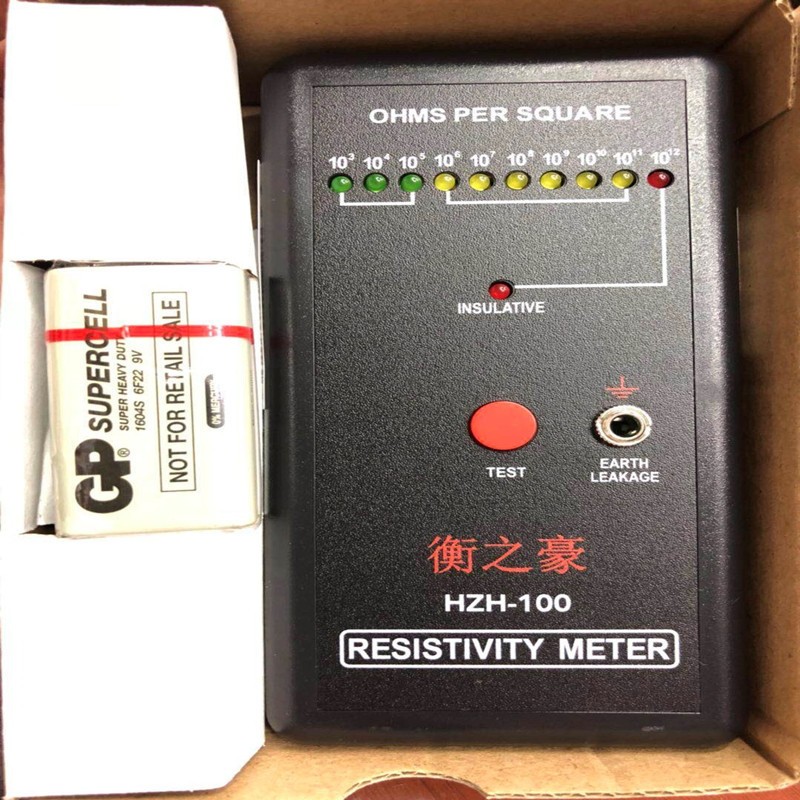 OHMS PER SQUARE
10³ 10⁴ 10⁵ 10⁶ 10⁷ 10⁸ 10⁹ 10¹⁰ 10¹¹ 10¹²
INSULATIVE
TEST
EARTH
LEAKAGE
衡之豪
HZH-100
RESISTIVITY METER
GP®
SUPERCELL
SUPER HEAVY DUTY
1604S 6F22 9V
NOT FOR RETAIL SALE